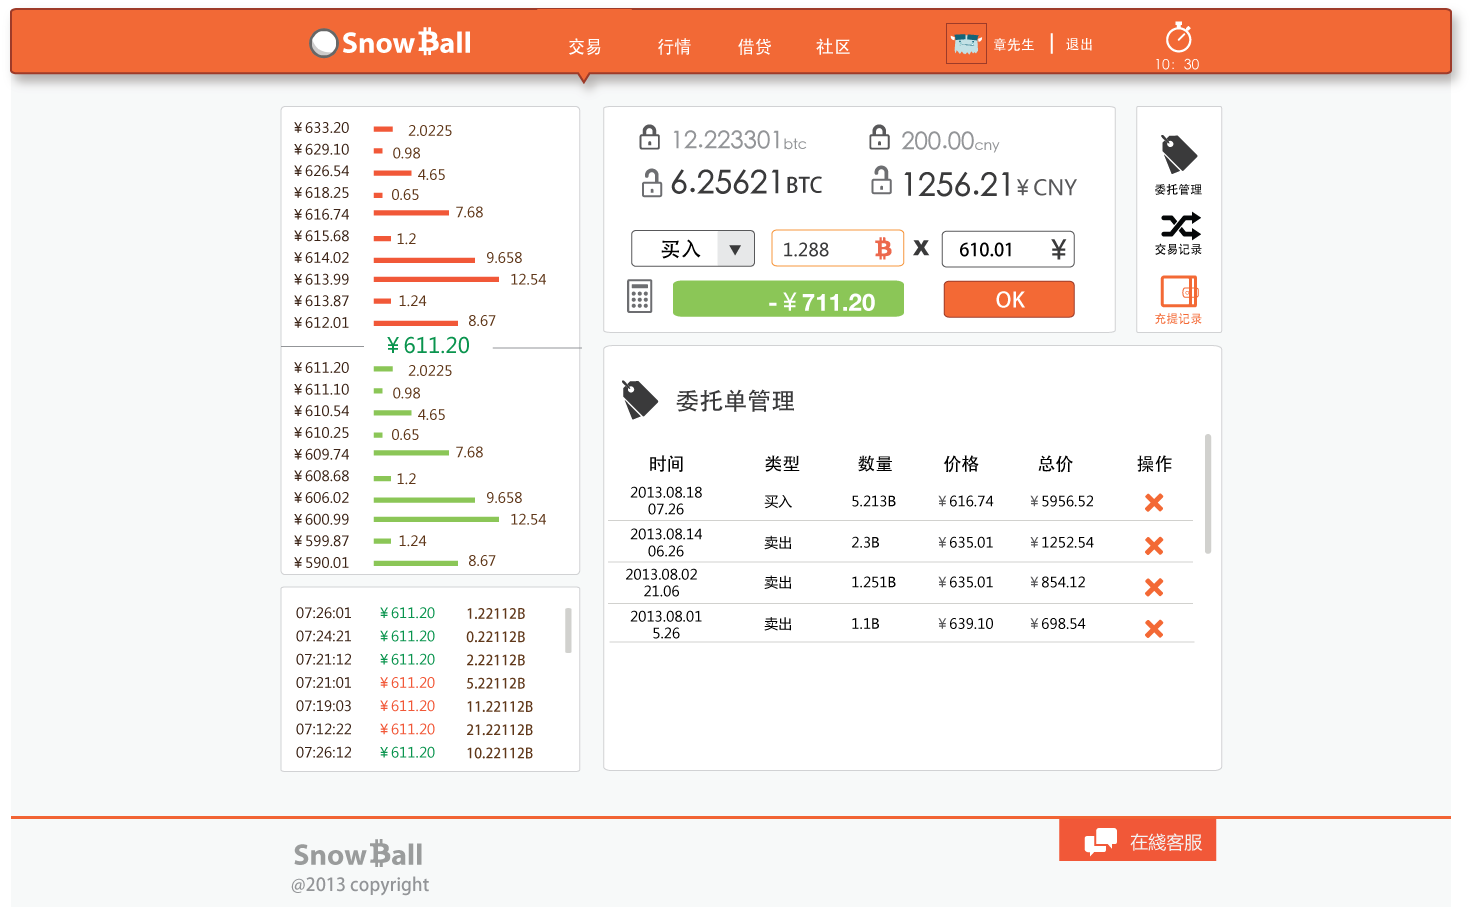 SnowBall
交易 行情 借贷 社区
章先生 | 退出
10: 30
¥633.20 2.0225
¥629.10 0.98
¥626.54 4.65
¥618.25 0.65
¥616.74 7.68
¥615.68 1.2
¥614.02 9.658
¥613.99 12.54
¥613.87 1.24
¥612.01 8.67
¥611.20
¥611.20 2.0225
¥611.10 0.98
¥610.54 4.65
¥610.25 0.65
¥609.74 7.68
¥608.68 1.2
¥606.02 9.658
¥600.99 12.54
¥599.87 1.24
¥590.01 8.67
07:26:01 ¥611.20 1.22112B
07:24:21 ¥611.20 0.22112B
07:21:12 ¥611.20 2.22112B
07:21:01 ¥611.20 5.22112B
07:19:03 ¥611.20 11.22112B
07:12:22 ¥611.20 21.22112B
07:26:12 ¥611.20 10.22112B
12.223301btc 200.00cny
6.25621BTC 1256.21¥CNY
买入 ▼ 1.288 ₿ x 610.01 ¥
-¥711.20 OK
委托管理
交易记录
充提记录
委托单管理
时间 类型 数量 价格 总价 操作
2013.08.18
07.26 买入 5.213B ¥616.74 ¥5956.52
2013.08.14
06.26 卖出 2.3B ¥635.01 ¥1252.54
2013.08.02
21.06 卖出 1.251B ¥635.01 ¥854.12
2013.08.01
5.26 卖出 1.1B ¥639.10 ¥698.54
SnowBall
@2013 copyright
在綫客服